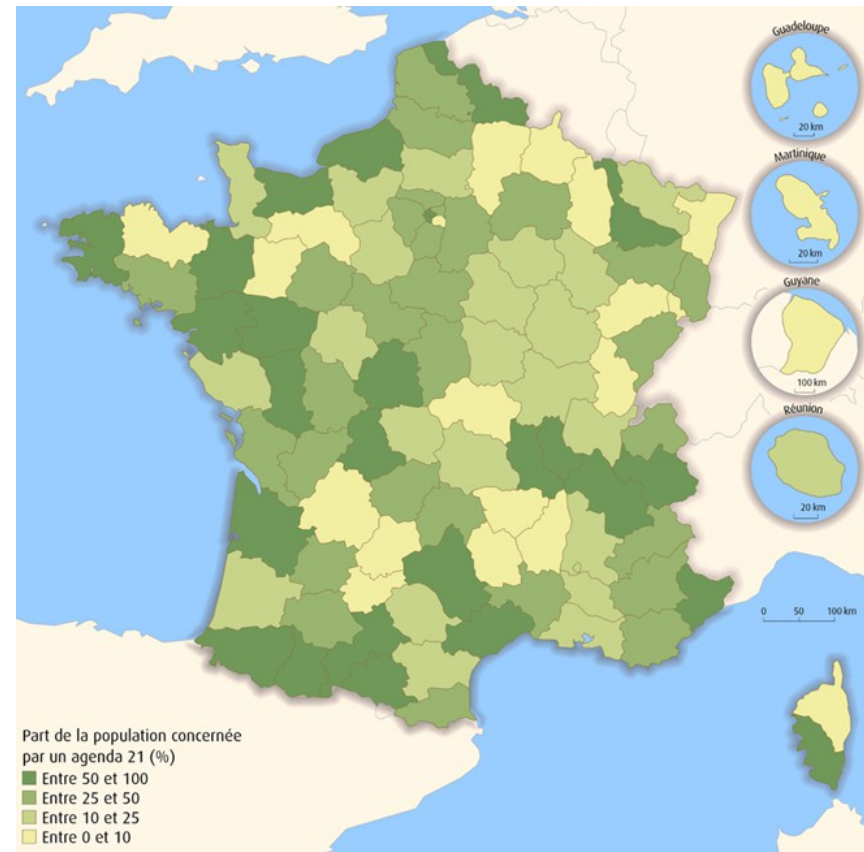 Guadeloupe
20 km
Martinique
20 km
Guyane
100 km
Réunion
20 km
0 50 100 km
Part de la population concernée
par un agenda 21 (%)
Entre 50 et 100
Entre 25 et 50
Entre 10 et 25
Entre 0 et 10